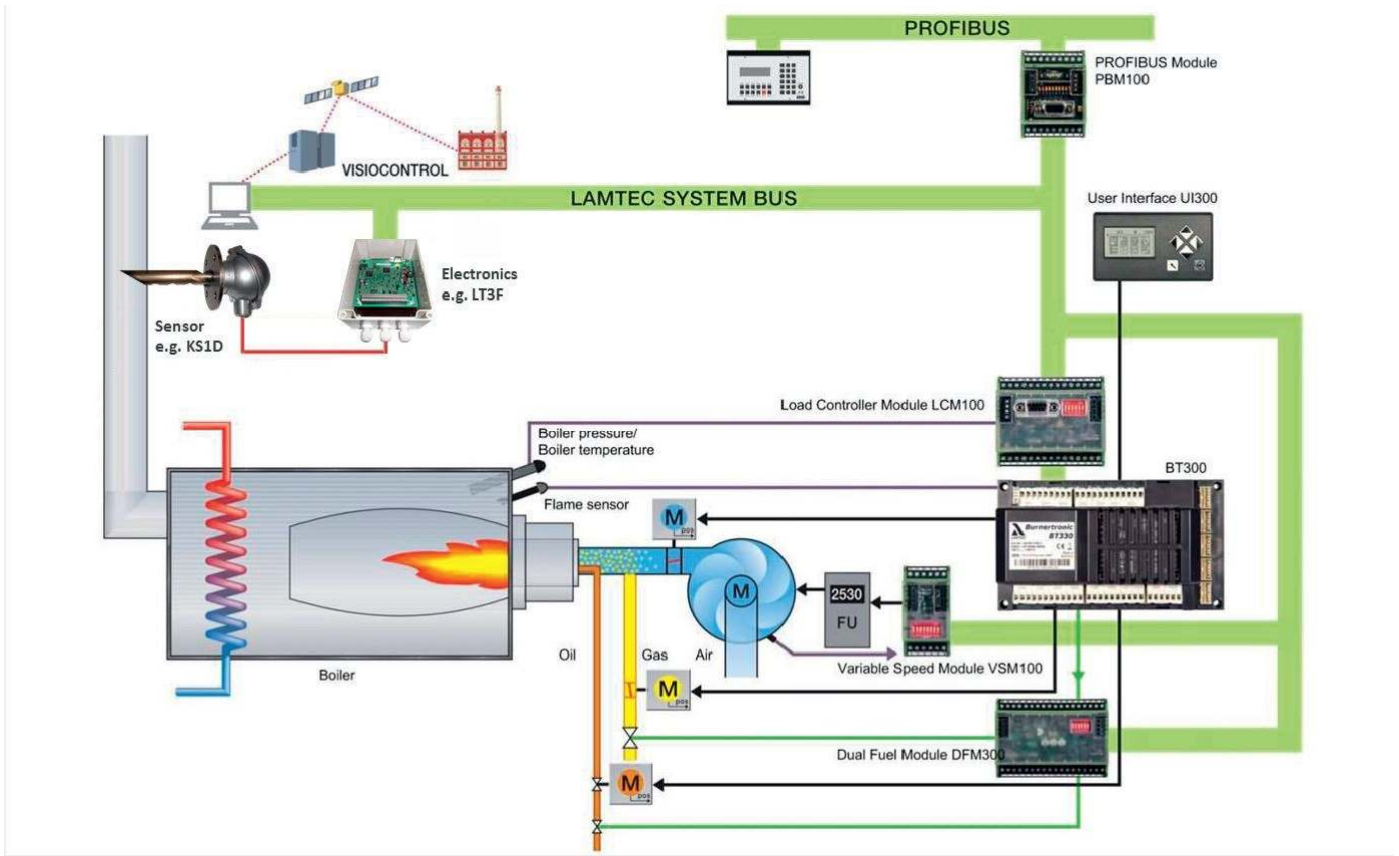 PROFIBUS
PROFIBUS Module
PBM100
VISIOCONTROL
LAMTEC SYSTEM BUS
User Interface UI300
Electronics
e.g. LT3F
Sensor
e.g. KS1D
Load Controller Module LCM100
Boiler pressure/
Boiler temperature
BT300
Flame sensor
M
pos
Burnertronic
BT330
M
2530
FU
Oil
Gas
Air
Variable Speed Module VSM100
Boiler
M
pos
Dual Fuel Module DFM300
M
pos